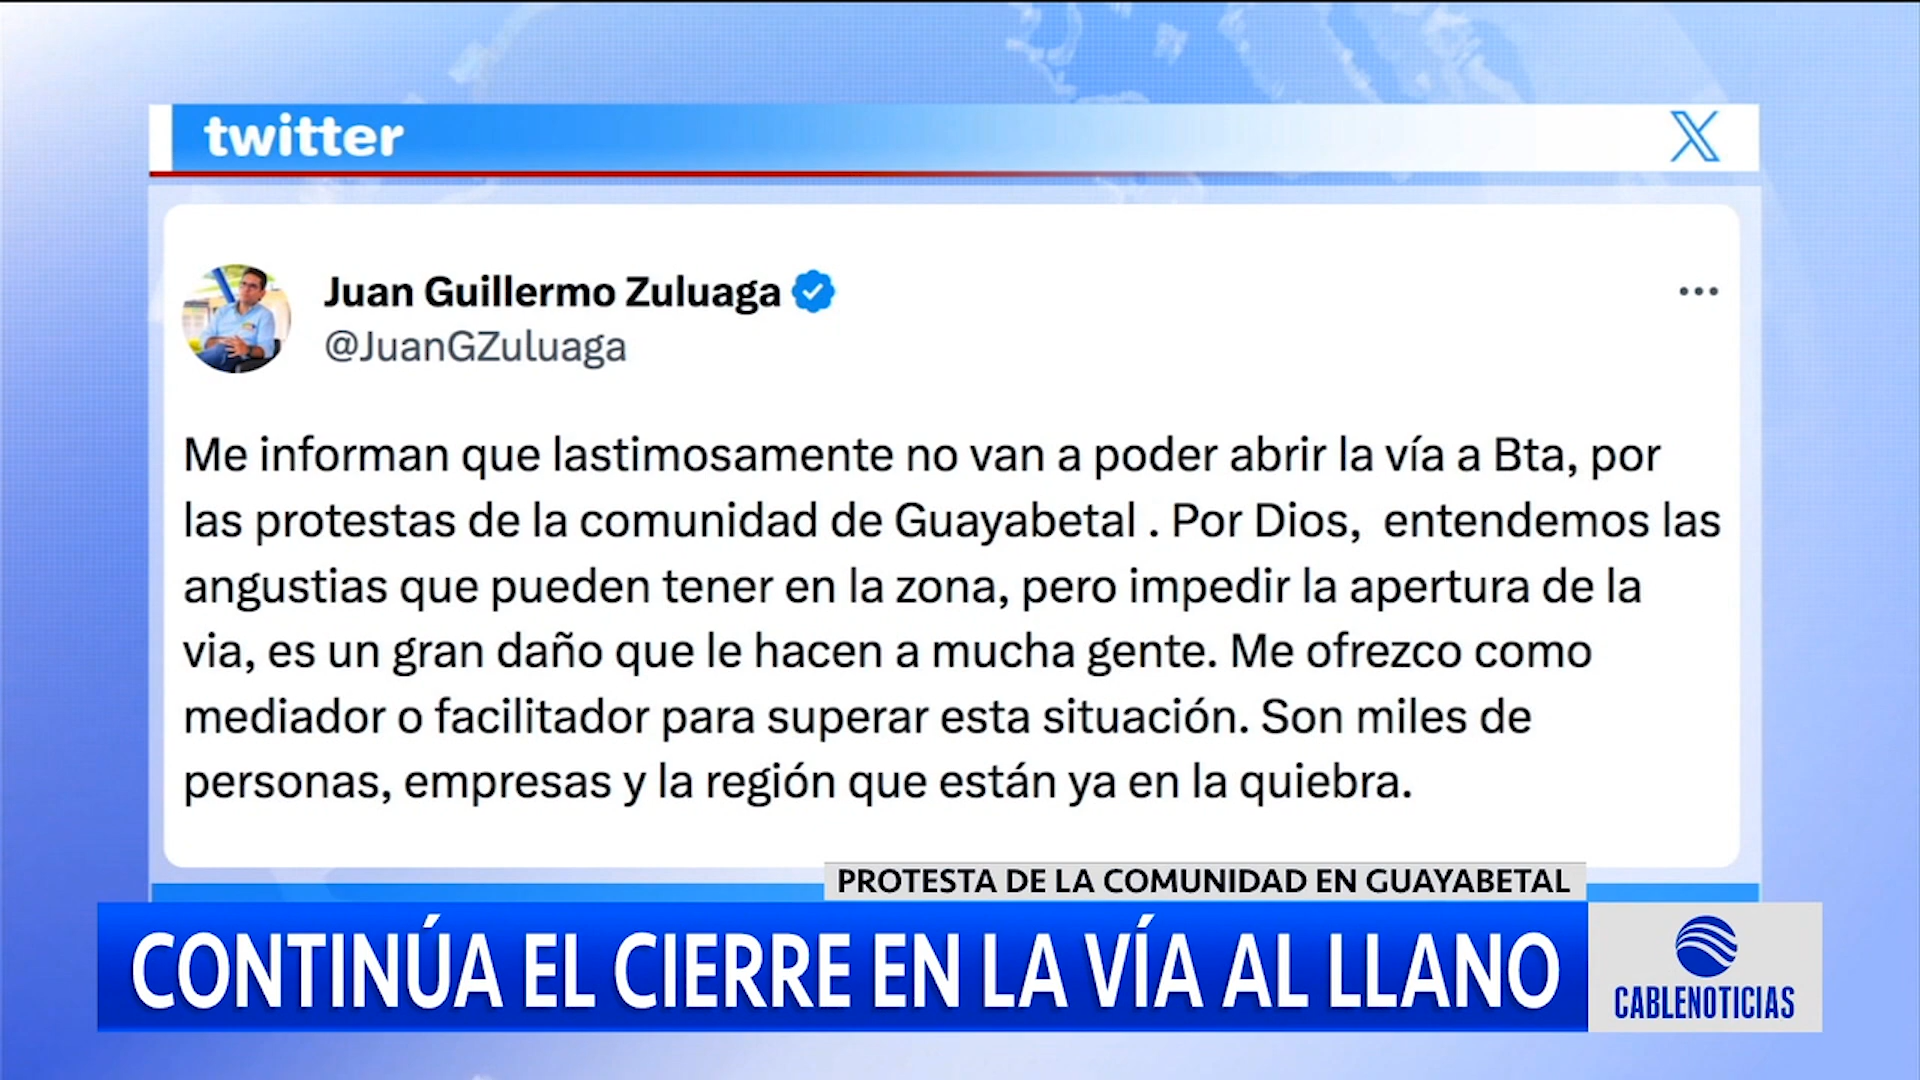 twitter
Juan Guillermo Zuluaga
@JuanGZuluaga
Me informan que lastimosamente no van a poder abrir la vía a Bta, por
las protestas de la comunidad de Guayabetal . Por Dios,  entendemos las
angustias que pueden tener en la zona, pero impedir la apertura de la
via, es un gran daño que le hacen a mucha gente. Me ofrezco como
mediador o facilitador para superar esta situación. Son miles de
personas, empresas y la región que están ya en la quiebra.
PROTESTA DE LA COMUNIDAD EN GUAYABETAL
CONTINÚA EL CIERRE EN LA VÍA AL LLANO
CABLENOTICIAS